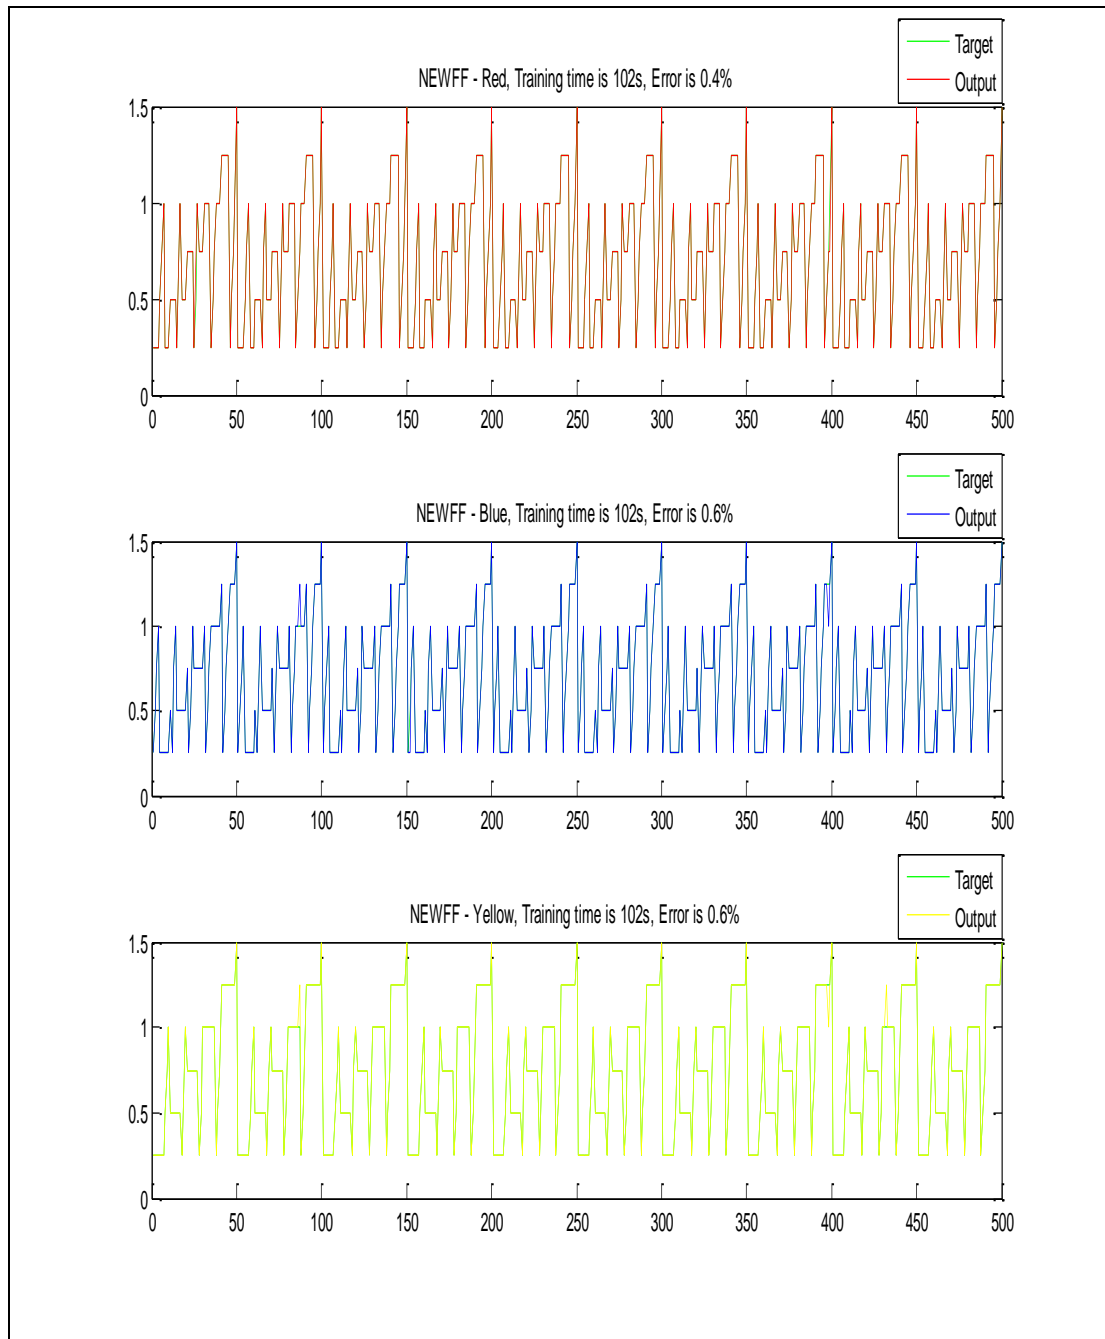 Target
Output
NEWFF - Red, Training time is 102s, Error is 0.4%
1.5
1
0.5
0
0 50 100 150 200 250 300 350 400 450 500
Target
Output
NEWFF - Blue, Training time is 102s, Error is 0.6%
1.5
1
0.5
0
0 50 100 150 200 250 300 350 400 450 500
Target
Output
NEWFF - Yellow, Training time is 102s, Error is 0.6%
1.5
1
0.5
0
0 50 100 150 200 250 300 350 400 450 500